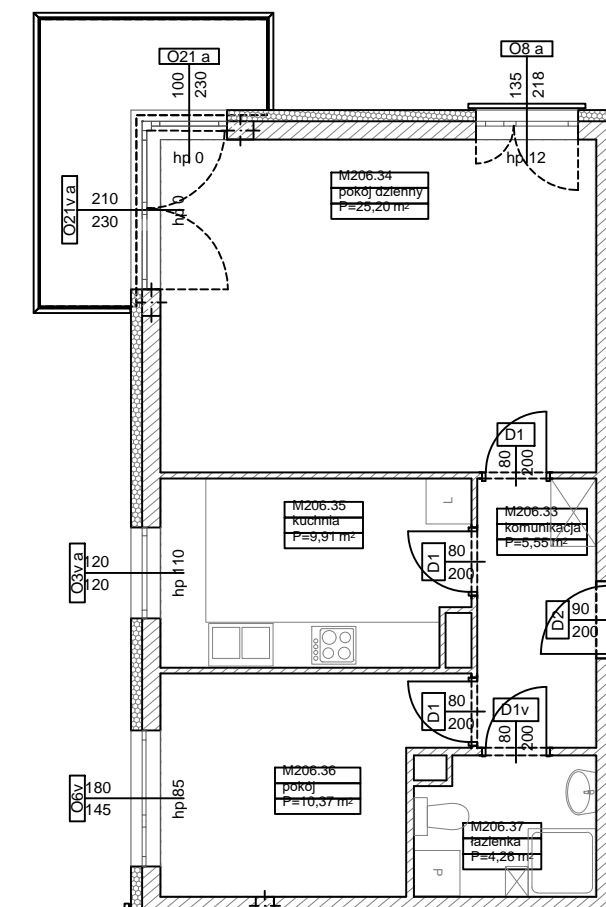 O21 a
100
230
hp 0
O8 a
135
218
hp 12
O21v a
210
230
hp 0
M206.34
pokój dzienny
P=25,20 m²
D1
80
200
M206.35
kuchnia
P=9,91 m²
L
M206.33
komunikacja
P=5,55 m²
O3v a
120
120
hp 110
D1
80
200
D2
90
200
D1
80
200
D1v
80
200
O6v
180
145
hp 85
M206.36
pokój
P=10,37 m²
M206.37
łazienka
P=4,26 m²
P